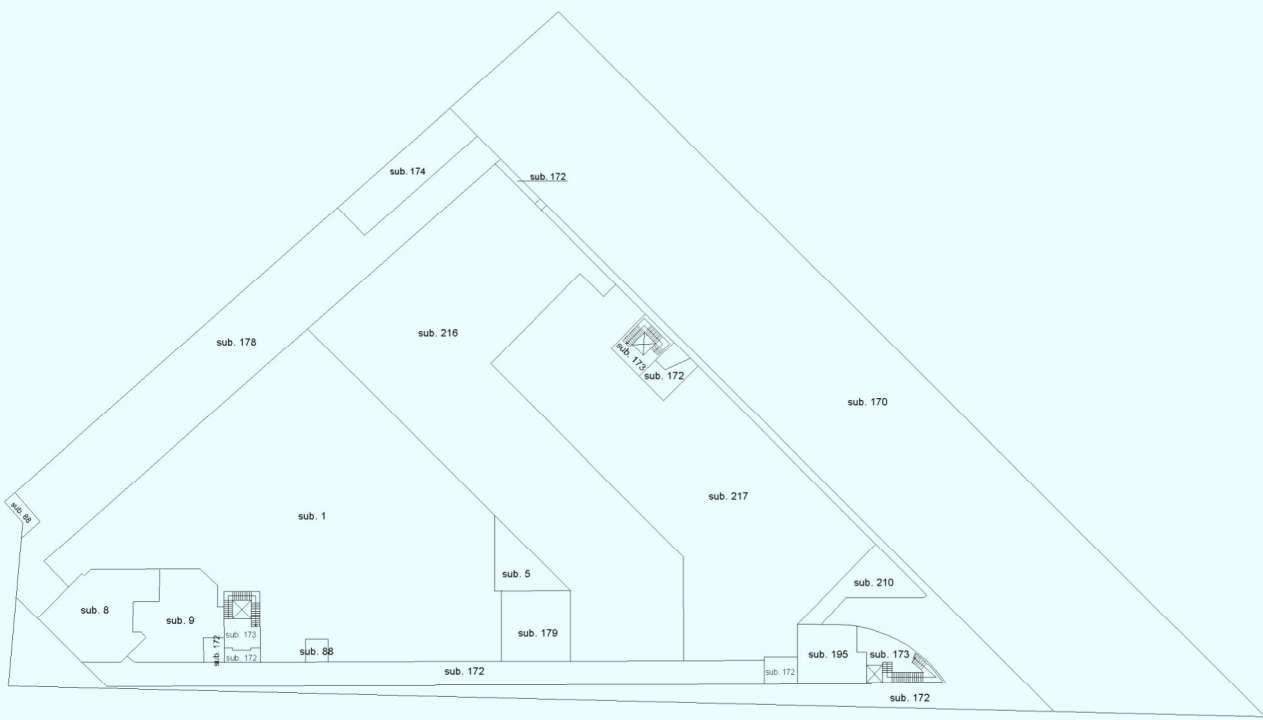 sub. 174
sub. 172
sub. 216
sub. 178
sub. 173
sub. 172
sub. 170
sub. 217
sub. 88
sub. 1
sub. 5
sub. 210
sub. 8
sub. 9
sub. 173
sub. 179
sub. 172
sub. 172
sub. 88
sub. 195
sub. 173
sub. 172
sub. 172
sub. 172